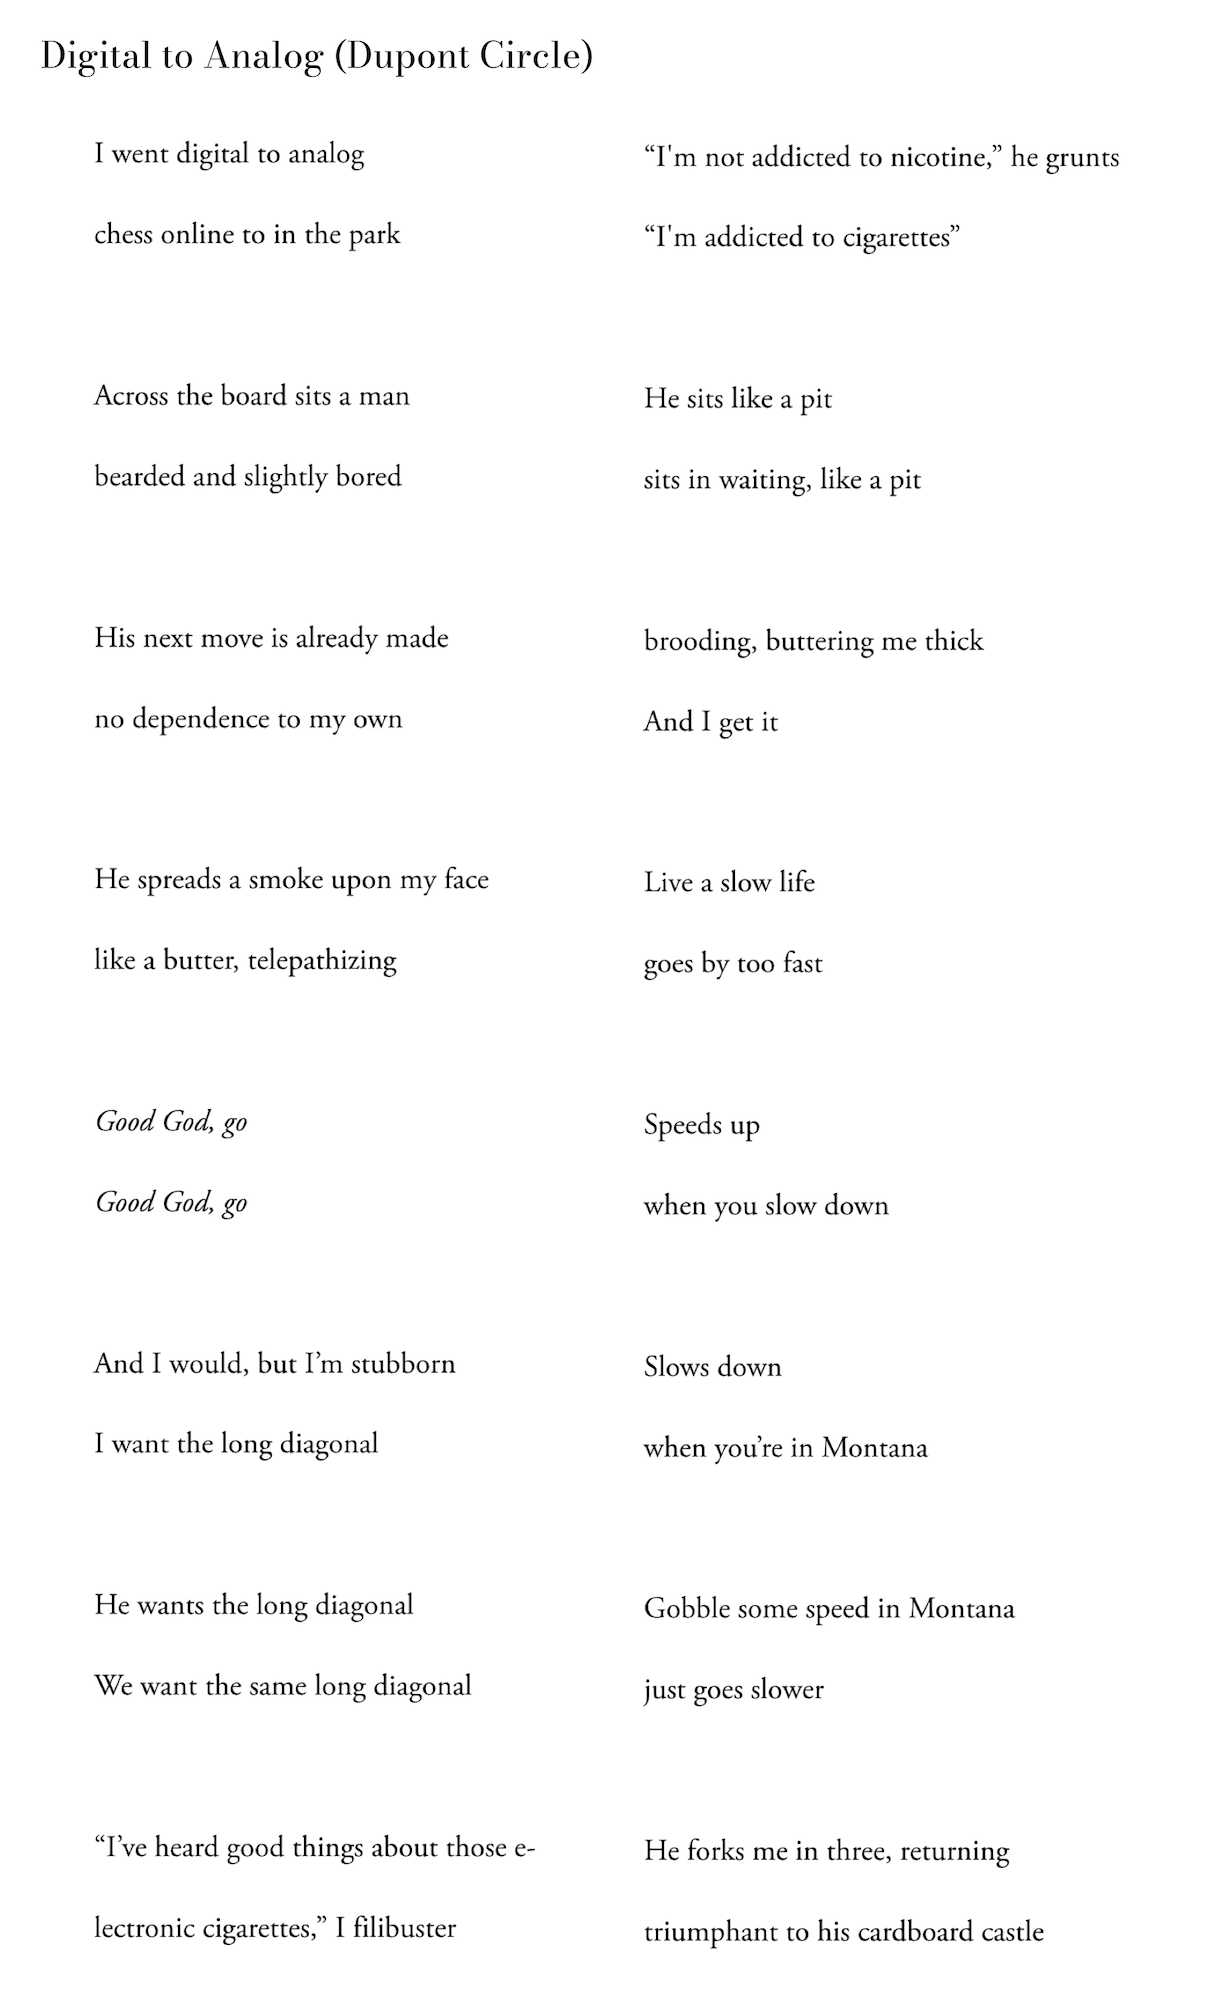 Digital to Analog (Dupont Circle)
I went digital to analog
chess online to in the park
Across the board sits a man
bearded and slightly bored
His next move is already made
no dependence to my own
He spreads a smoke upon my face
like a butter, telepathizing
Good God, go
Good God, go
And I would, but I’m stubborn
I want the long diagonal
He wants the long diagonal
We want the same long diagonal
“I’ve heard good things about those e-
lectronic cigarettes,” I filibuster
“I'm not addicted to nicotine,” he grunts
“I'm addicted to cigarettes”
He sits like a pit
sits in waiting, like a pit
brooding, buttering me thick
And I get it
Live a slow life
goes by too fast
Speeds up
when you slow down
Slows down
when you’re in Montana
Gobble some speed in Montana
just goes slower
He forks me in three, returning
triumphant to his cardboard castle